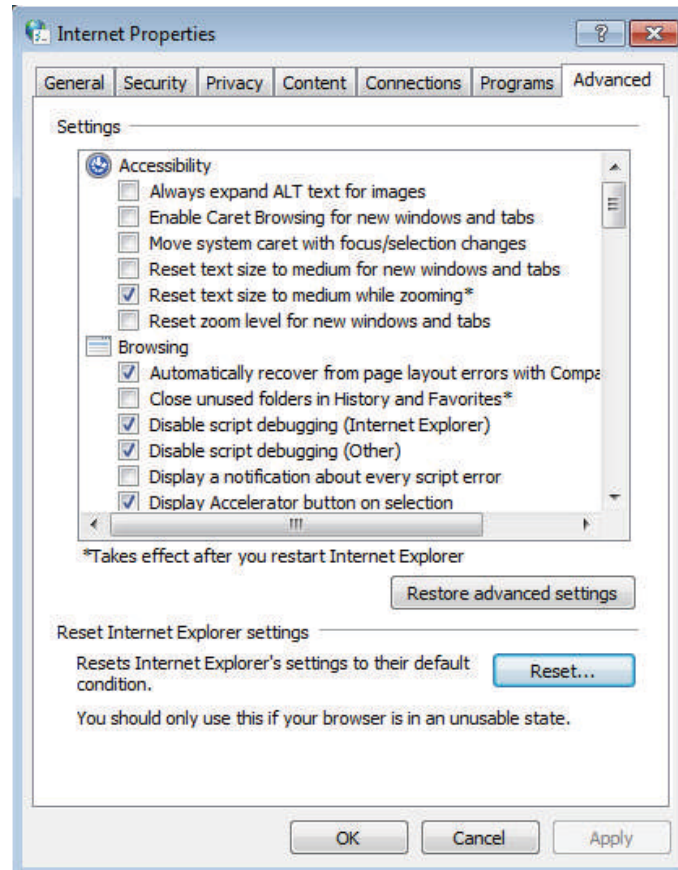 Internet Properties
General Security Privacy Content Connections Programs Advanced
Settings
Accessibility
Always expand ALT text for images
Enable Caret Browsing for new windows and tabs
Move system caret with focus/selection changes
Reset text size to medium for new windows and tabs
Reset text size to medium while zooming*
Reset zoom level for new windows and tabs
Browsing
Automatically recover from page layout errors with Compa
Close unused folders in History and Favorites*
Disable script debugging (Internet Explorer)
Disable script debugging (Other)
Display a notification about every script error
Display Accelerator button on selection
*Takes effect after you restart Internet Explorer
Restore advanced settings
Reset Internet Explorer settings
Resets Internet Explorer's settings to their default
condition.
Reset...
You should only use this if your browser is in an unusable state.
OK Cancel Apply